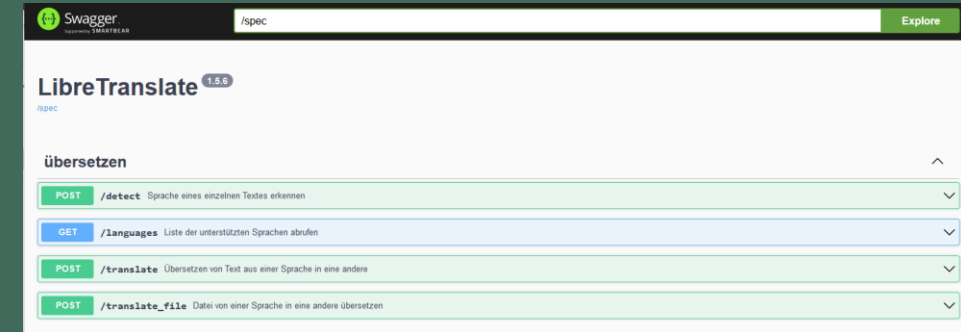 Swagger.
Supported by SMARTBEAR
/spec
Explore
LibreTranslate 1.5.6
/spec
übersetzen
POST /detect Sprache eines einzelnen Textes erkennen
GET /languages Liste der unterstützten Sprachen abrufen
POST /translate Übersetzen von Text aus einer Sprache in eine andere
POST /translate_file Datei von einer Sprache in eine andere übersetzen